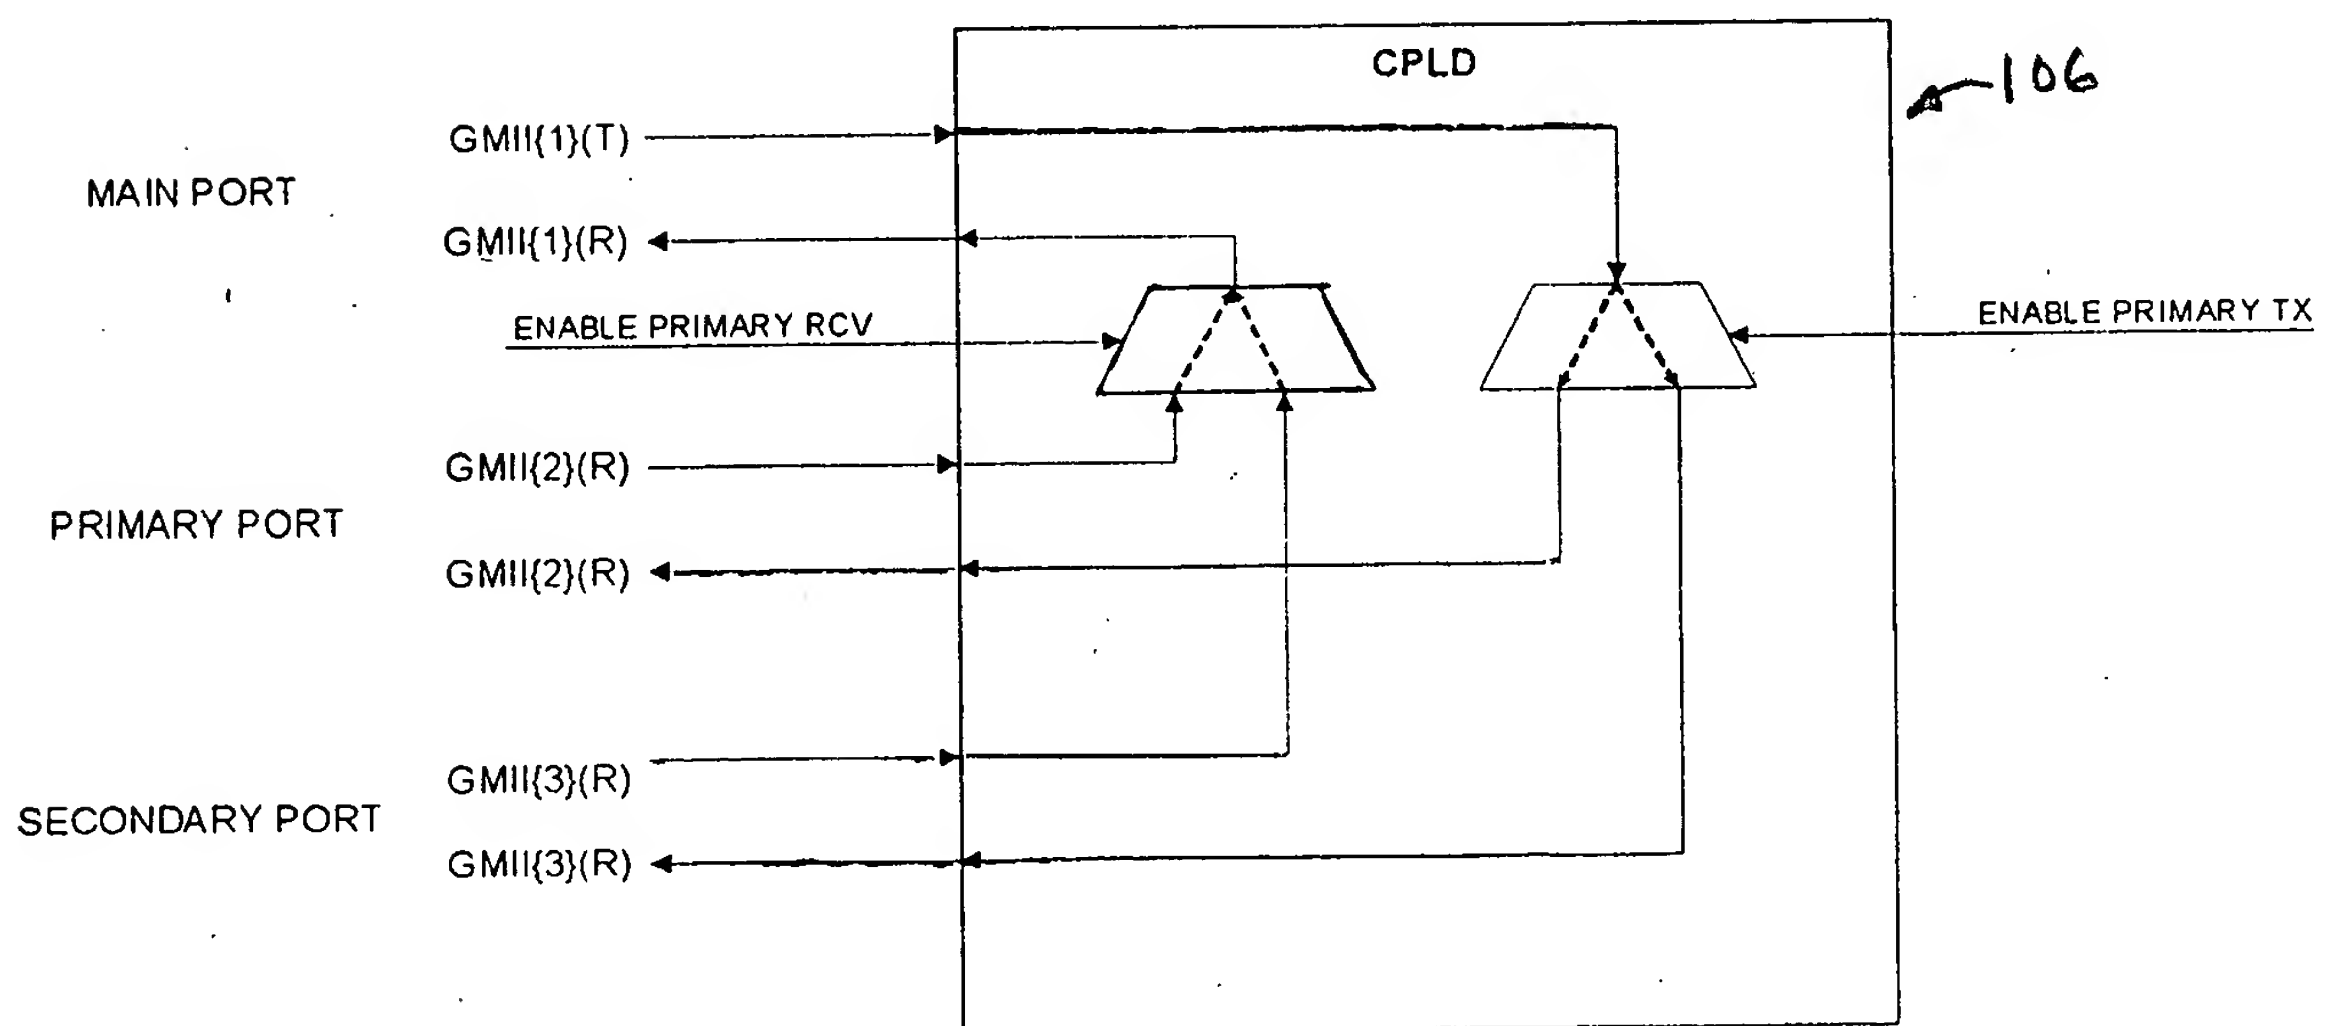 CPLD
106
GMII{1}(T)
MAIN PORT
GMII{1}(R)
ENABLE PRIMARY RCV
ENABLE PRIMARY TX
GMII{2}(R)
PRIMARY PORT
GMII{2}(R)
GMII{3}(R)
SECONDARY PORT
GMII{3}(R)